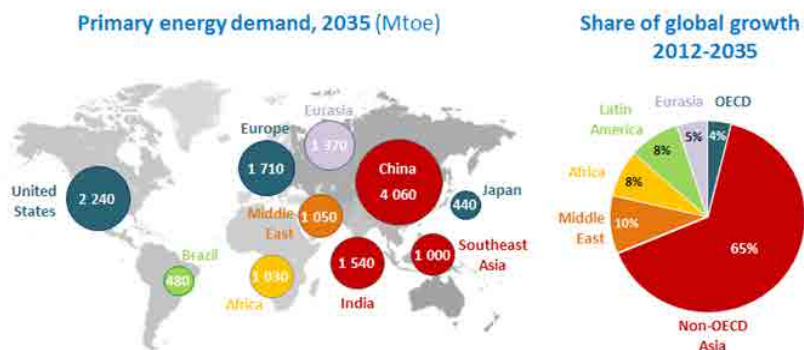 Primary energy demand, 2035 (Mtoe)
Share of global growth
2012-2035
Eurasia
1 370
Europe
1 710
China
4 060
United
States
2 240
Japan
440
Middle
East
1 050
Brazil
480
Africa
1 030
India
1 540
Southeast
Asia
1 000
OECD
4%
Eurasia
5%
Latin
America
8%
Africa
8%
Middle
East
10%
65%
Non-OECD
Asia